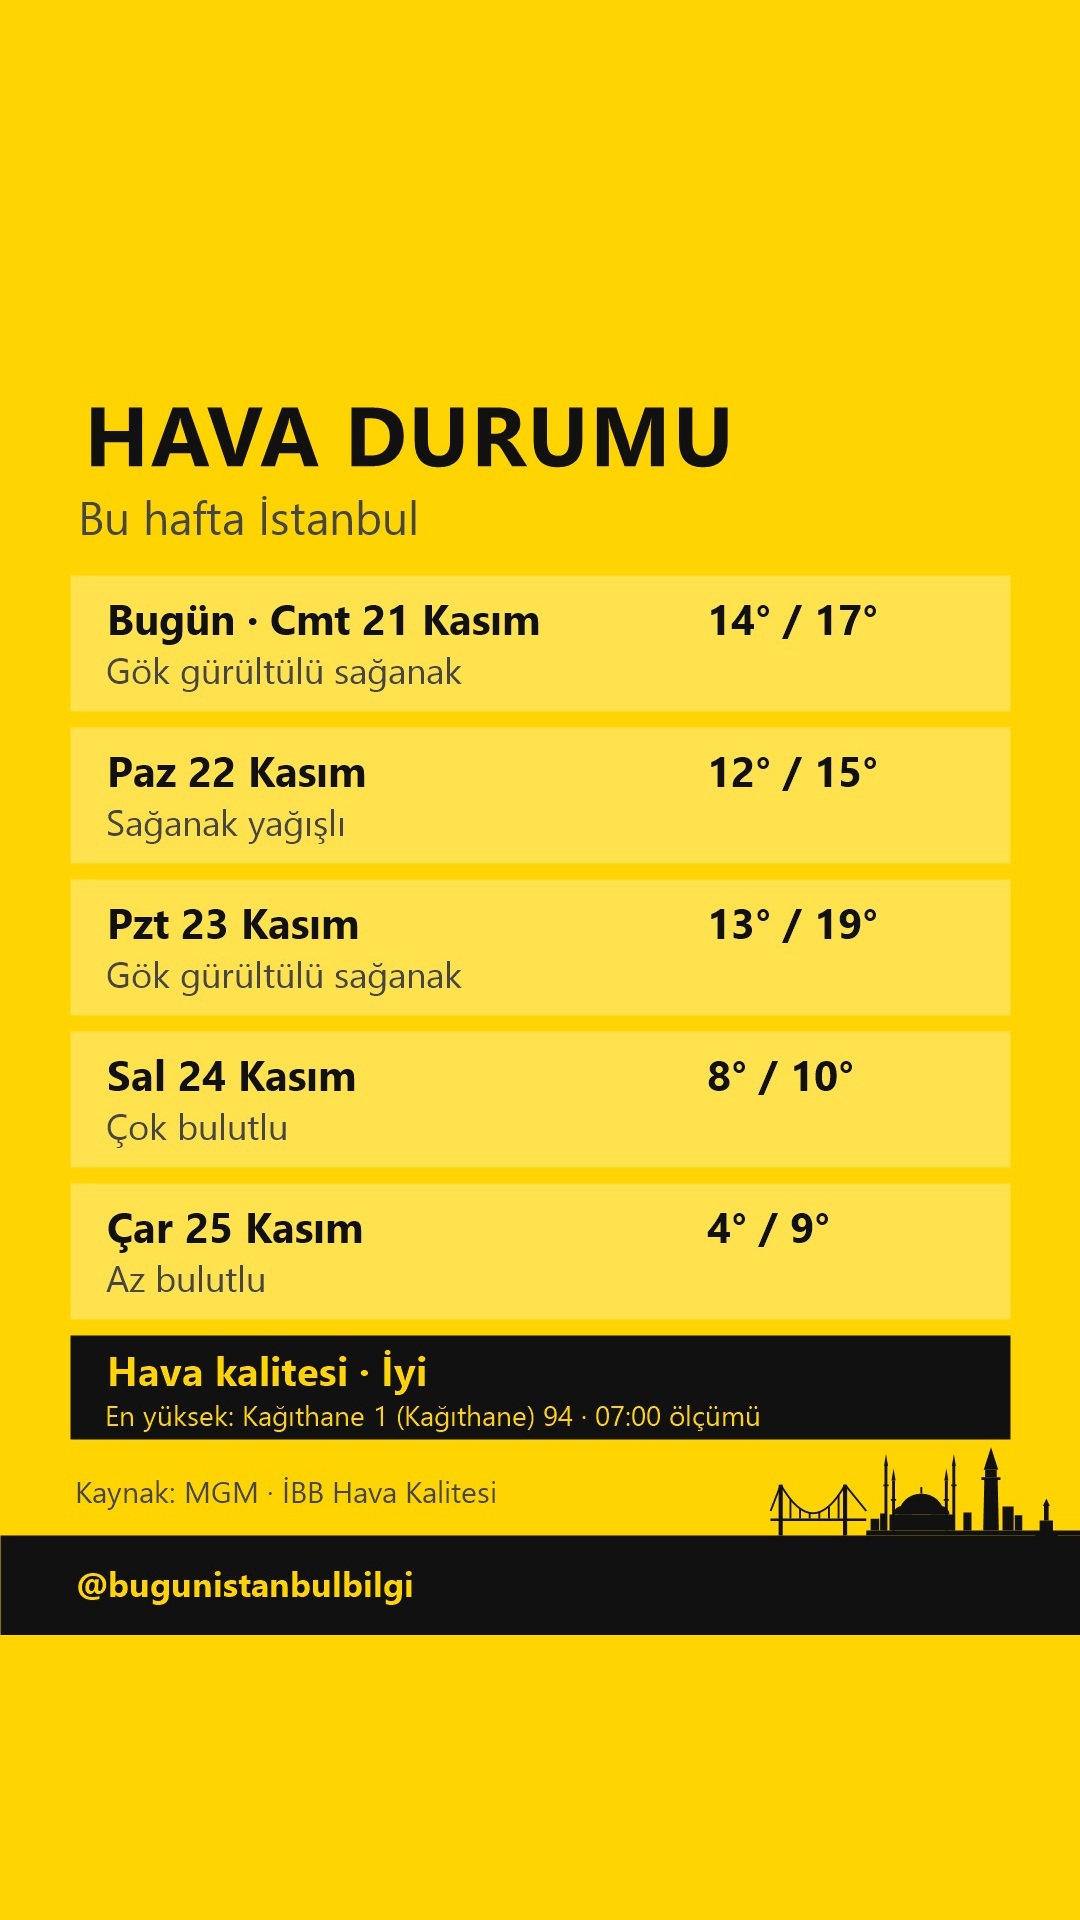 HAVA DURUMU
Bu hafta İstanbul
Bugün · Cmt 21 Kasım 14° / 17°
Gök gürültülü sağanak
Paz 22 Kasım 12° / 15°
Sağanak yağışlı
Pzt 23 Kasım 13° / 19°
Gök gürültülü sağanak
Sal 24 Kasım 8° / 10°
Çok bulutlu
Çar 25 Kasım 4° / 9°
Az bulutlu
Hava kalitesi · İyi
En yüksek: Kağıthane 1 (Kağıthane) 94 · 07:00 ölçümü
Kaynak: MGM · İBB Hava Kalitesi
@bugunistanbulbilgi